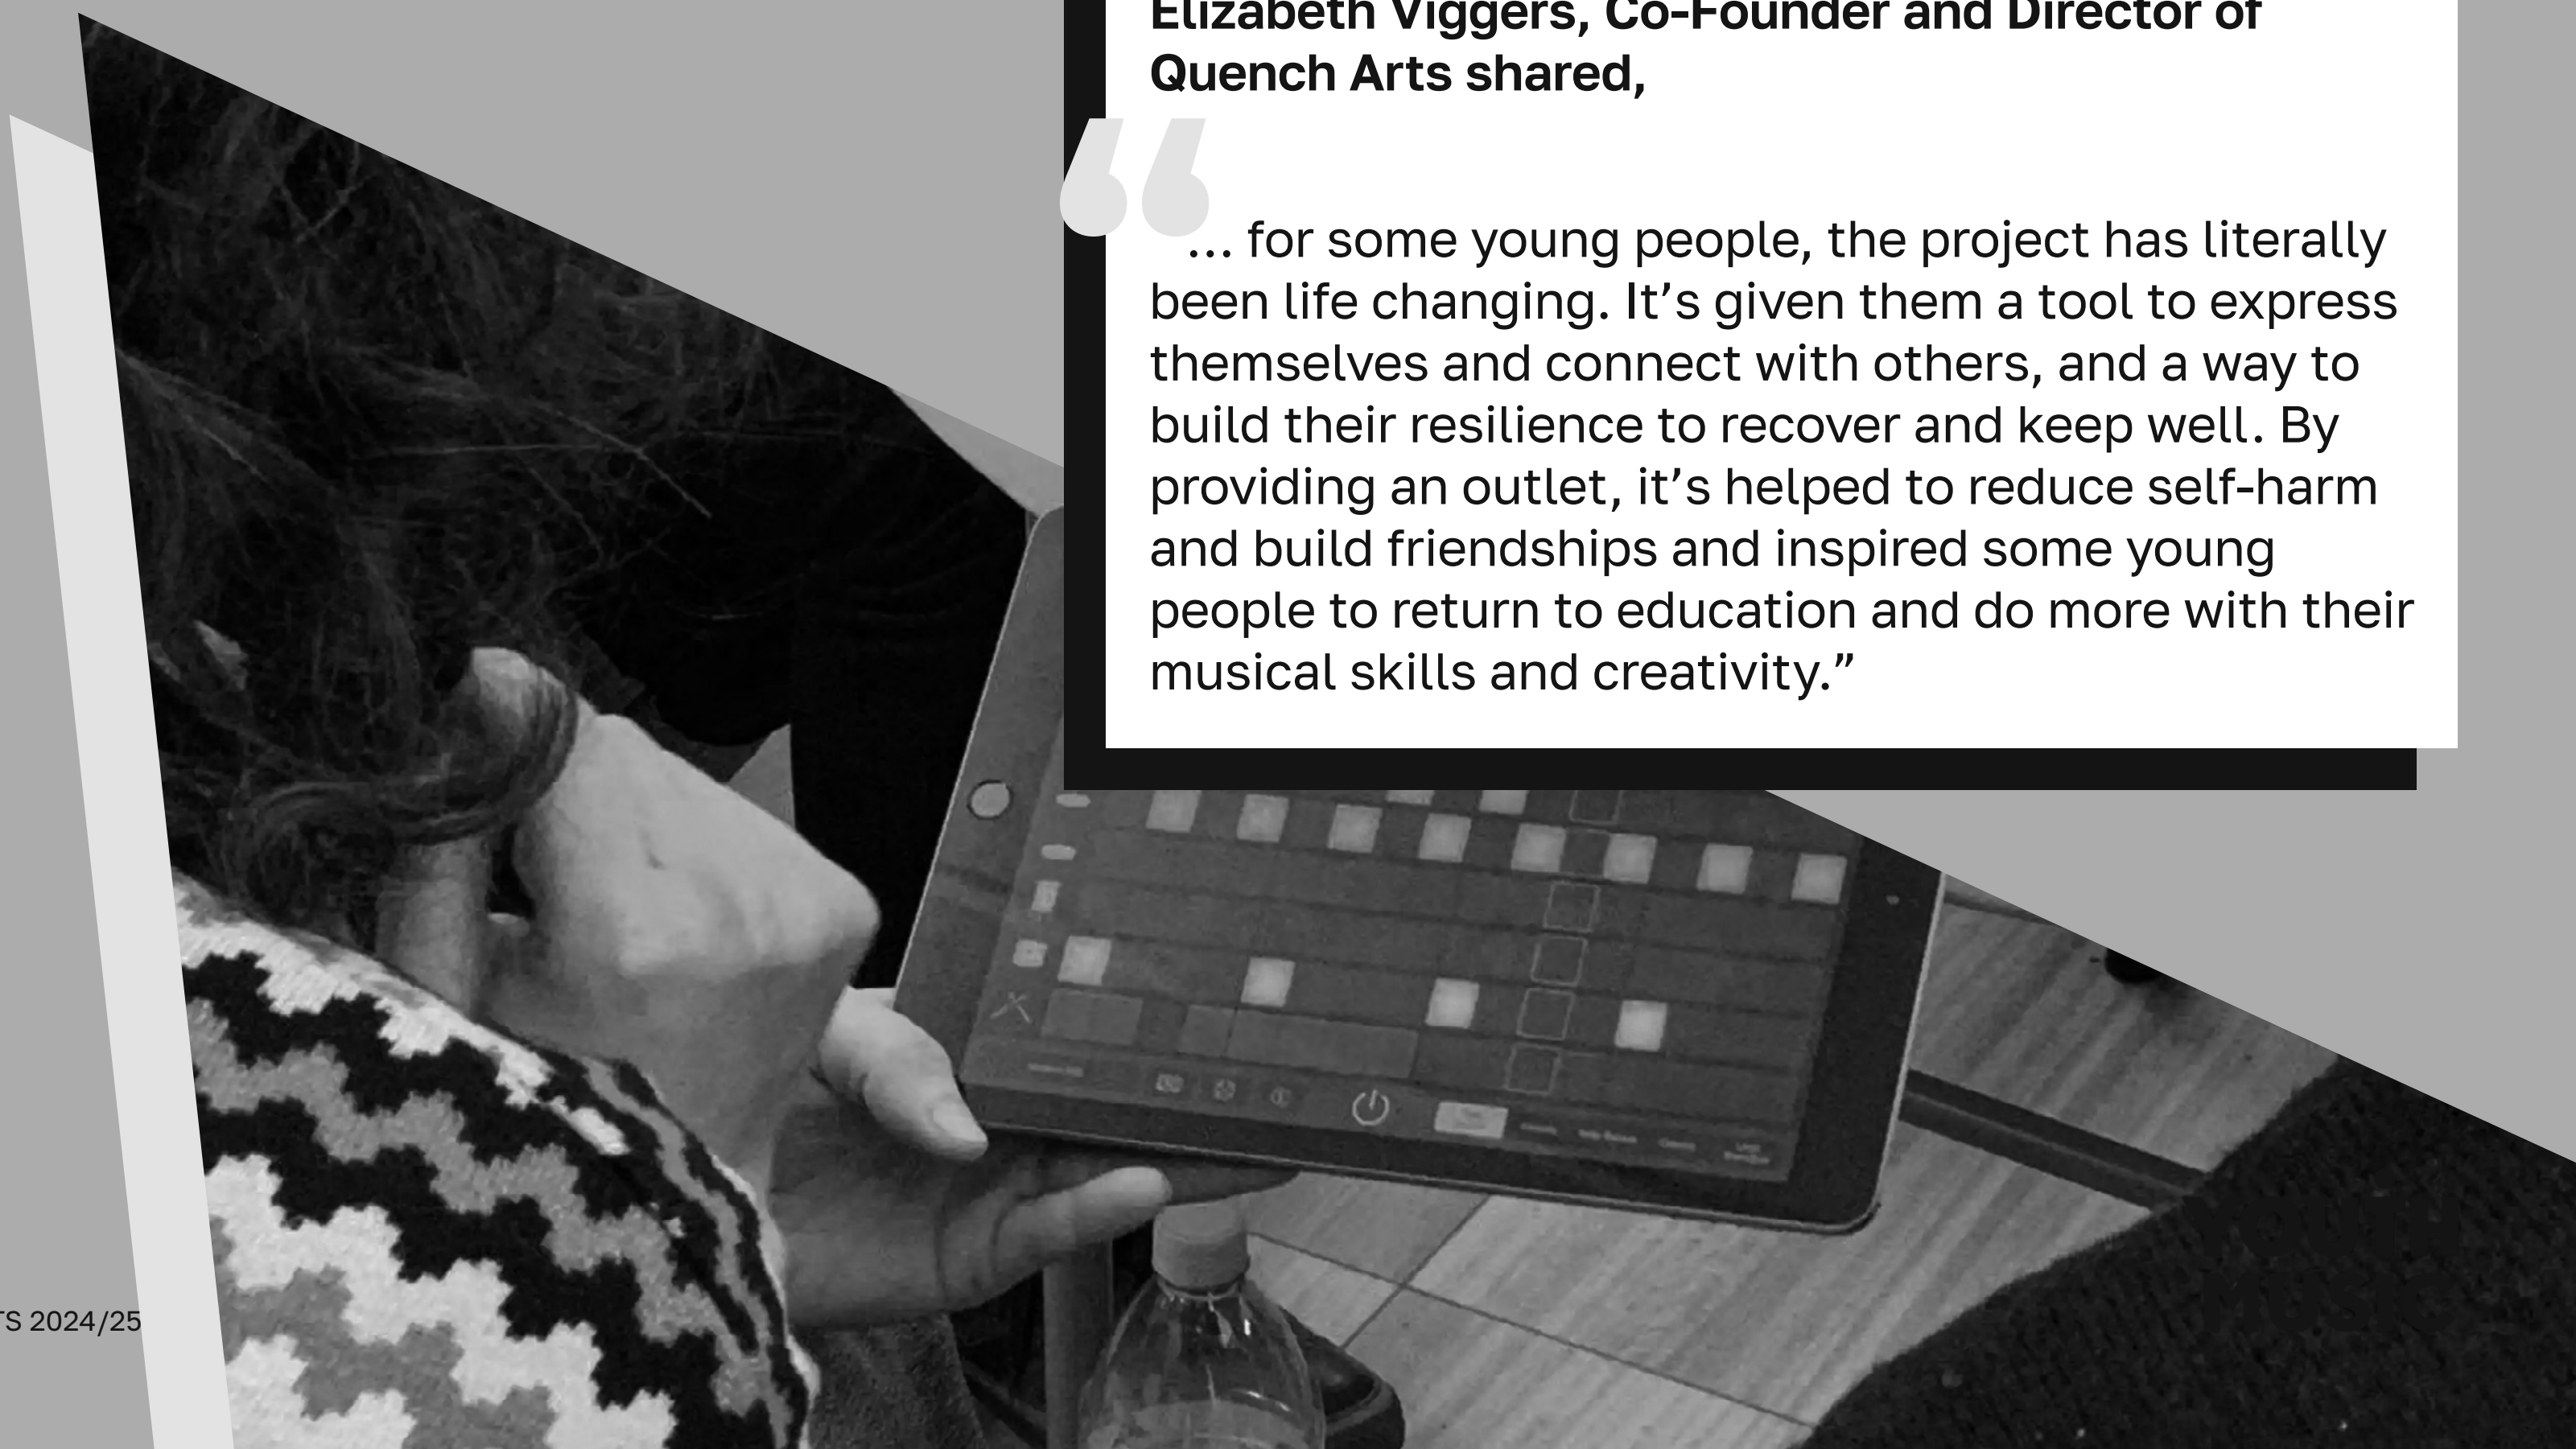 Elizabeth Viggers, Co-Founder and Director of
Quench Arts shared,
“
... for some young people, the project has literally
been life changing. It’s given them a tool to express
themselves and connect with others, and a way to
build their resilience to recover and keep well. By
providing an outlet, it’s helped to reduce self-harm
and build friendships and inspired some young
people to return to education and do more with their
musical skills and creativity.”
TS 2024/25